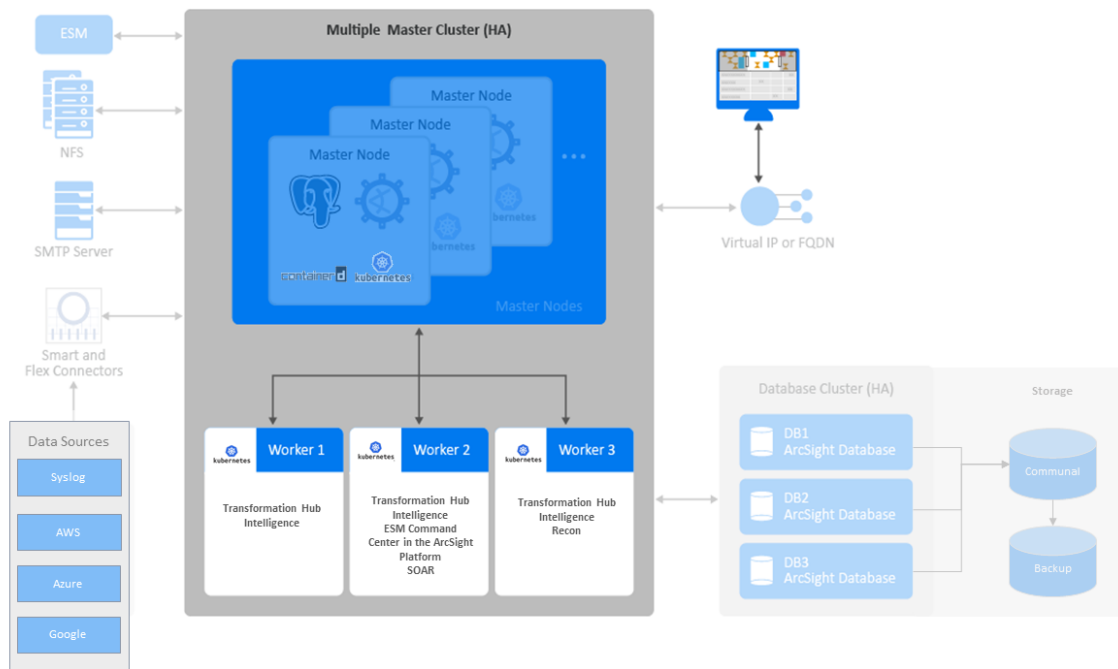 ESM
NFS
SMTP Server
Smart and
Flex Connectors
Data Sources
Syslog
AWS
Azure
Google
Multiple Master Cluster (HA)
Master Node
Master Node
Master Node
...
containerd
kubernetes
kubernetes
kubernetes
Master Nodes
kubernetes
Worker 1
Transformation Hub
Intelligence
kubernetes
Worker 2
Transformation Hub
Intelligence
ESM Command
Center in the ArcSight
Platform
SOAR
kubernetes
Worker 3
Transformation Hub
Intelligence
Recon
Virtual IP or FQDN
Database Cluster (HA)
DB1
ArcSight Database
DB2
ArcSight Database
DB3
ArcSight Database
Storage
Communal
Backup